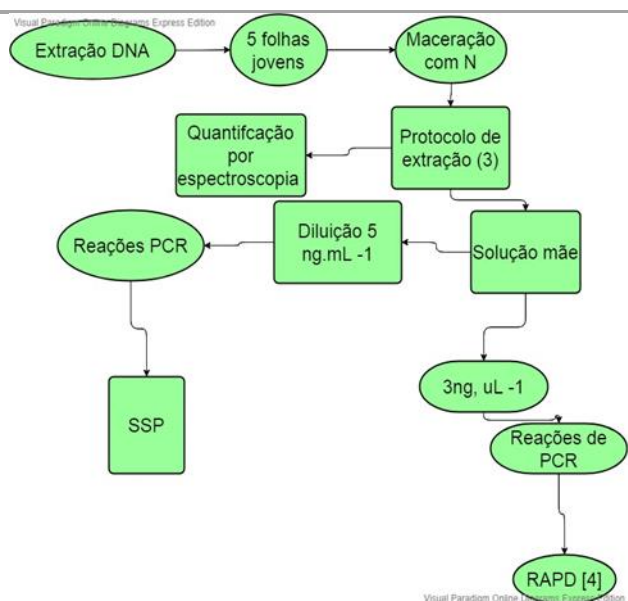 Visual Paradigm Online Diagrams Express Edition
Extração DNA
5 folhas
jovens
Maceração
com N
Quantifcação
por
espectroscopia
Protocolo de
extração (3)
Reações PCR
Diluição 5
ng.mL -1
Solução mãe
SSP
3ng, uL -1
Reações de
PCR
RAPD [4]
Visual Paradigm Online Diagrams Express Edition